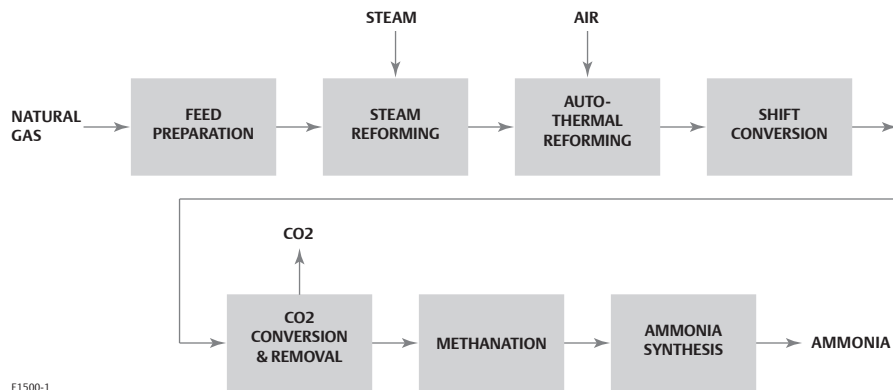 STEAM
AIR
NATURAL
GAS
FEED
PREPARATION
STEAM
REFORMING
AUTO-
THERMAL
REFORMING
SHIFT
CONVERSION
CO2
CO2
CONVERSION
& REMOVAL
METHANATION
AMMONIA
SYNTHESIS
AMMONIA
E1500-1